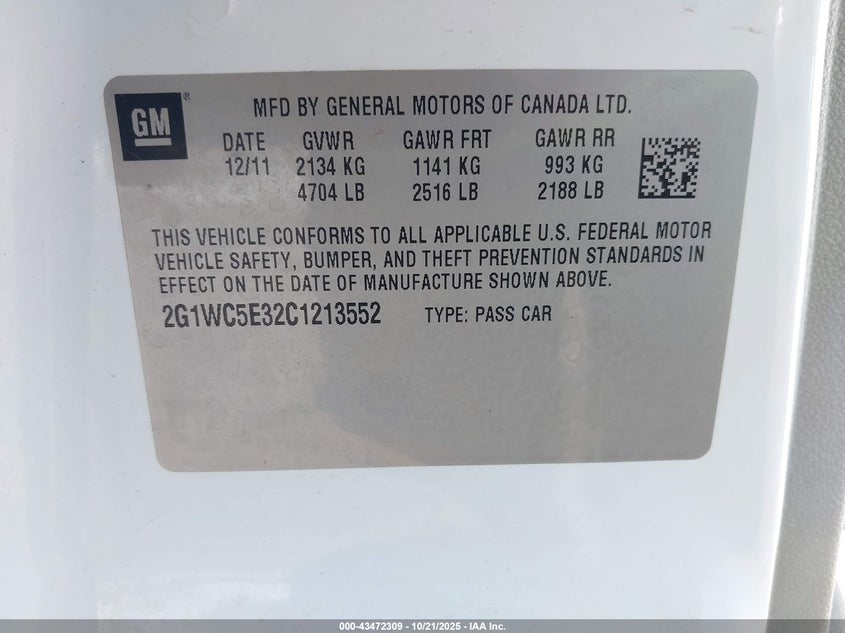 GM ®
MFD BY GENERAL MOTORS OF CANADA LTD.
DATE GVWR GAWR FRT GAWR RR
12/11 2134 KG 1141 KG 993 KG
4704 LB 2516 LB 2188 LB
THIS VEHICLE CONFORMS TO ALL APPLICABLE U.S. FEDERAL MOTOR
VEHICLE SAFETY, BUMPER, AND THEFT PREVENTION STANDARDS IN
EFFECT ON THE DATE OF MANUFACTURE SHOWN ABOVE.
2G1WC5E32C1213552 TYPE: PASS CAR
000-43472309 - 10/21/2025 - IAA Inc.